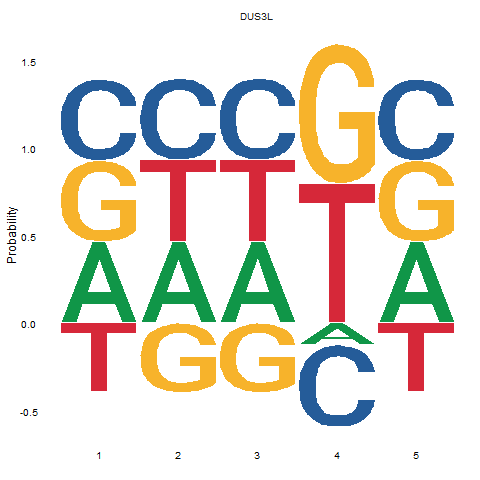 DUS3L
Probability
1.5
1.0
0.5
0.0
-0.5
C C C G C
G T T T G
A A A A A
T G G C T
1 2 3 4 5